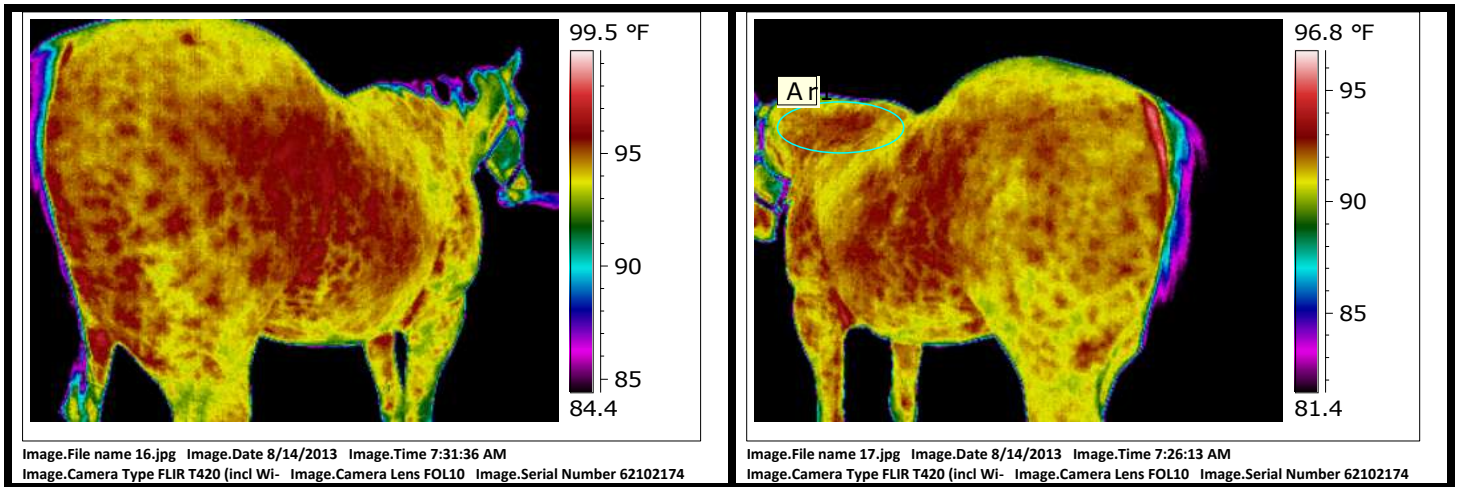 99.5 °F
95
90
85
84.4
Image.File name 16.jpg Image.Date 8/14/2013 Image.Time 7:31:36 AM
Image.Camera Type FLIR T420 (incl Wi- Image.Camera Lens FOL10 Image.Serial Number 62102174
Ar
96.8 °F
95
90
85
81.4
Image.File name 17.jpg Image.Date 8/14/2013 Image.Time 7:26:13 AM
Image.Camera Type FLIR T420 (incl Wi- Image.Camera Lens FOL10 Image.Serial Number 62102174